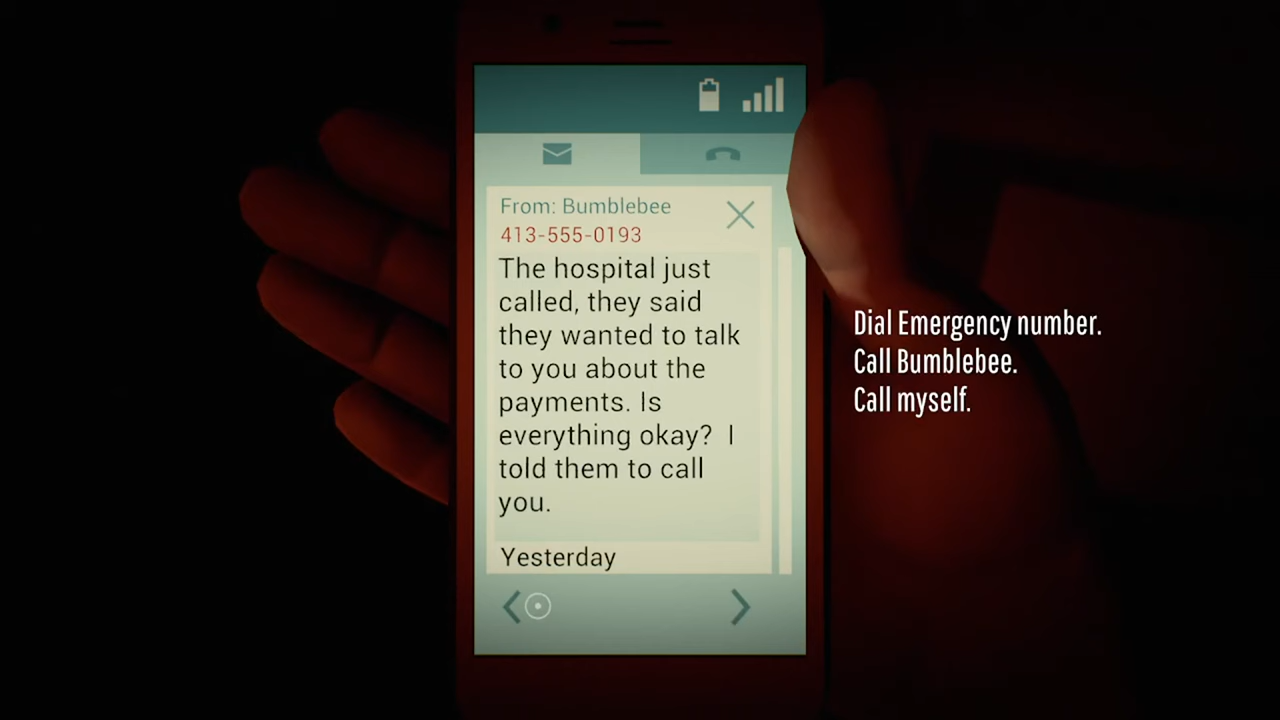 From: Bumblebee
413-555-0193
The hospital just
called, they said
they wanted to talk
to you about the
payments. Is
everything okay?  I
told them to call
you.
Yesterday
Dial Emergency number.
Call Bumblebee.
Call myself.